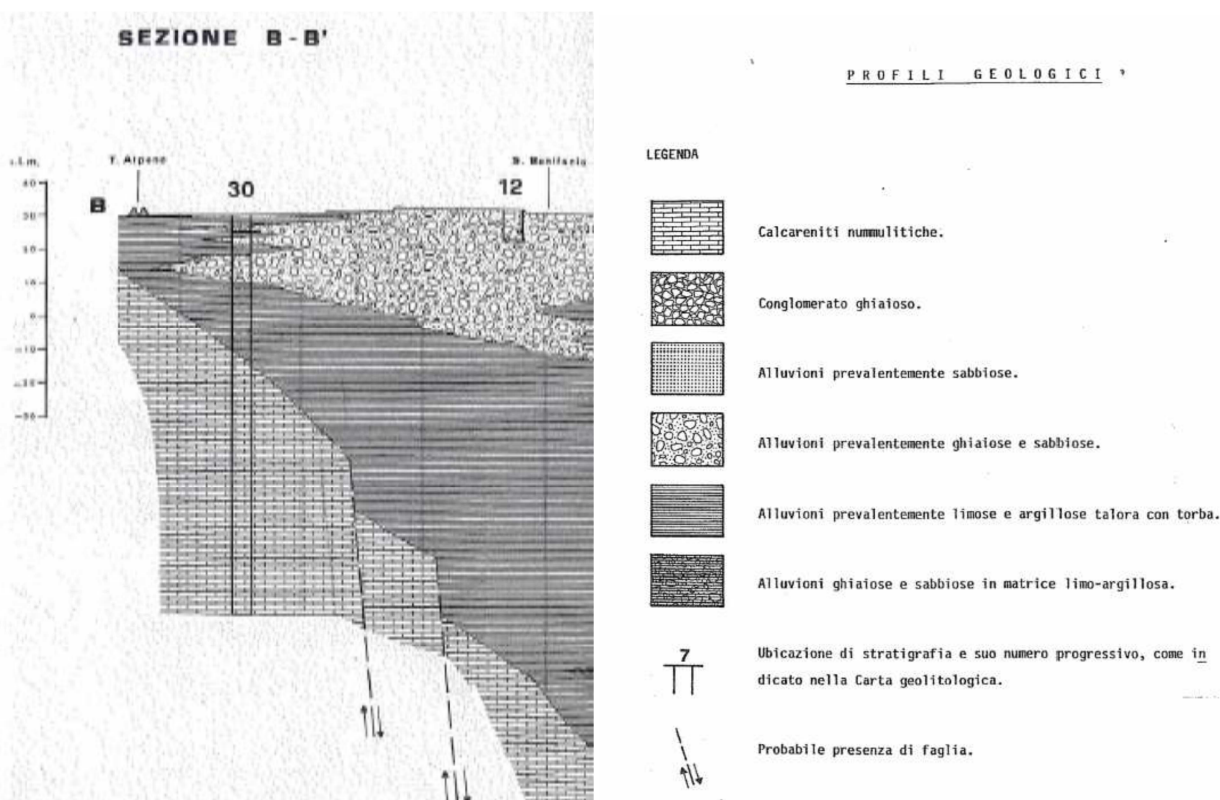 SEZIONE B-B'
T. Alpone
S. Bonifacio
30
12
B
PROFILI GEOLOGICI
LEGENDA
Calcareniti nummulitiche.
Conglomerato ghiaioso.
Alluvioni prevalentemente sabbiose.
Alluvioni prevalentemente ghiaiose e sabbiose.
Alluvioni prevalentemente limose e argillose talora con torba.
Alluvioni ghiaiose e sabbiose in matrice limo-argillosa.
7
Ubicazione di stratigrafia e suo numero progressivo, come in
dicato nella Carta geolitologica.
Probabile presenza di faglia.